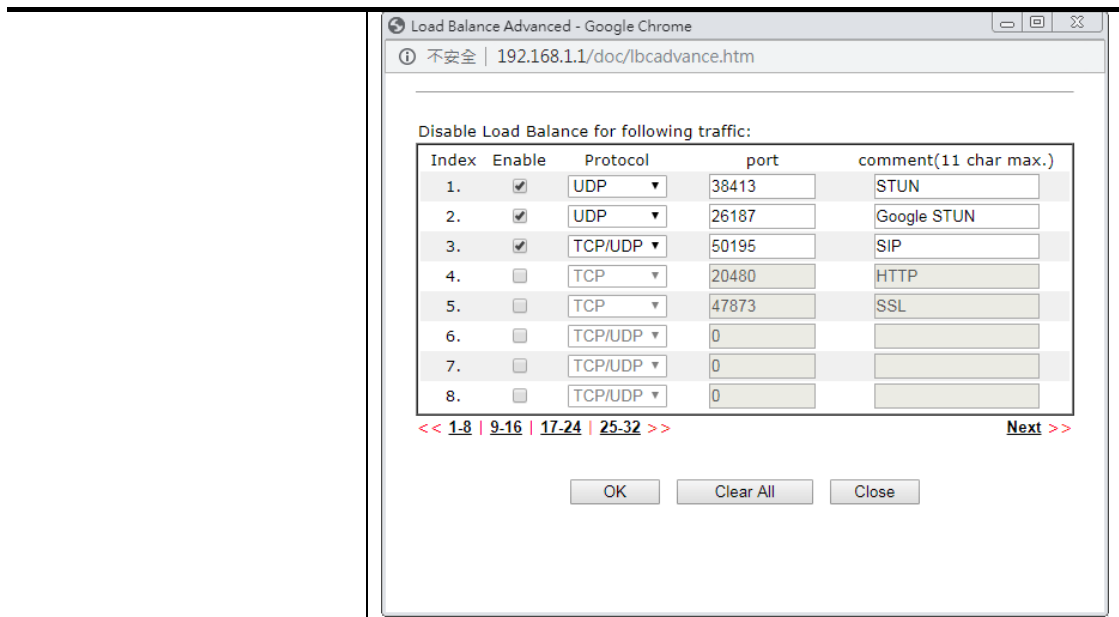 Load Balance Advanced - Google Chrome
不安全 | 192.168.1.1/doc/lbcadvance.htm
Disable Load Balance for following traffic:
Index Enable Protocol port comment(11 char max.)
1. UDP 38413 STUN
2. UDP 26187 Google STUN
3. TCP/UDP 50195 SIP
4. TCP 20480 HTTP
5. TCP 47873 SSL
6. TCP/UDP 0
7. TCP/UDP 0
8. TCP/UDP 0
<< 1-8 | 9-16 | 17-24 | 25-32 >> Next >>
OK Clear All Close